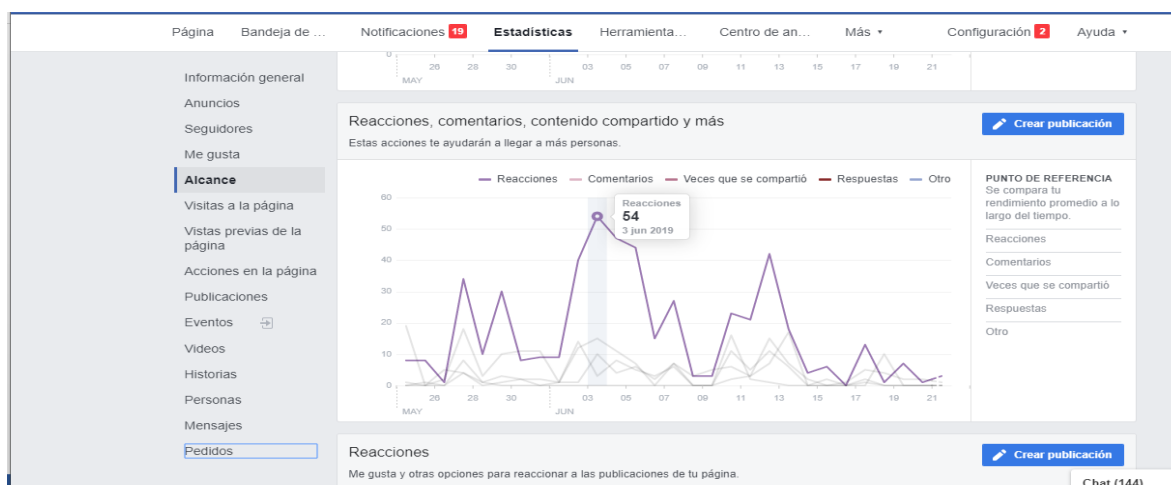 Página Bandeja de ... Notificaciones 19 Estadísticas Herramienta... Centro de an... Más Configuración 2 Ayuda
Información general
Anuncios
Seguidores
Me gusta
Alcance
Visitas a la página
Vistas previas de la
página
Acciones en la página
Publicaciones
Eventos
Videos
Historias
Personas
Mensajes
Pedidos
0
26 28 30 03 05 07 09 11 13 15 17 19 21
MAY JUN
Reacciones, comentarios, contenido compartido y más
Estas acciones te ayudarán a llegar a más personas.
Crear publicación
Reacciones Comentarios Veces que se compartió Respuestas Otro
60
50
40
30
20
10
0
Reacciones
54
3 jun 2019
26 28 30 03 05 07 09 11 13 15 17 19 21
MAY JUN
PUNTO DE REFERENCIA
Se compara tu
rendimiento promedio a lo
largo del tiempo.
Reacciones
Comentarios
Veces que se compartió
Respuestas
Otro
Reacciones
Me gusta y otras opciones para reaccionar a las publicaciones de tu página.
Crear publicación
Chat (144)